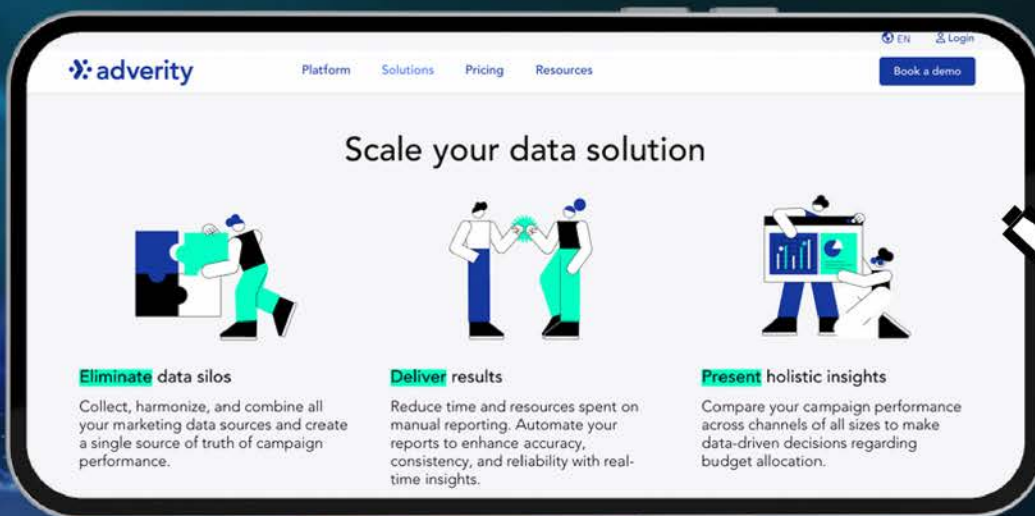 EN Login
adverity Platform Solutions Pricing Resources Book a demo
Scale your data solution
Eliminate data silos
Collect, harmonize, and combine all
your marketing data sources and create
a single source of truth of campaign
performance.
Deliver results
Reduce time and resources spent on
manual reporting. Automate your
reports to enhance accuracy,
consistency, and reliability with real-
time insights.
Present holistic insights
Compare your campaign performance
across channels of all sizes to make
data-driven decisions regarding
budget allocation.